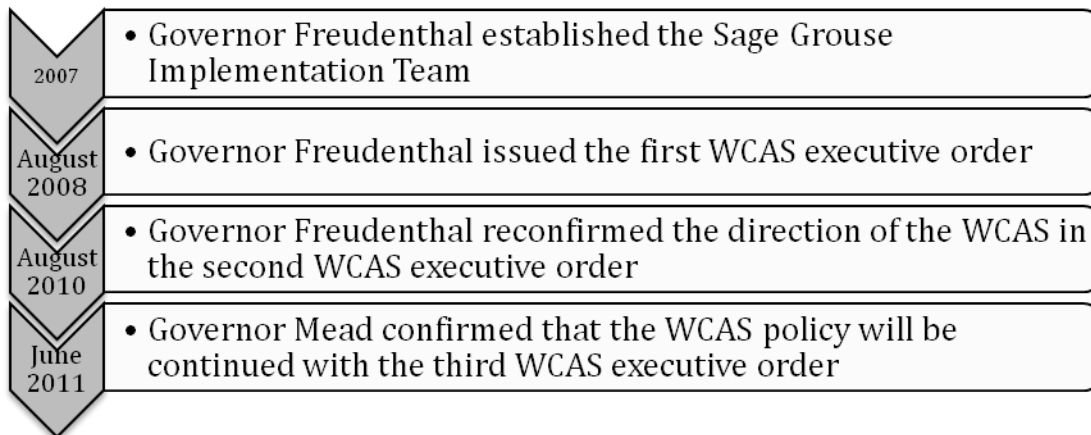 2007
• Governor Freudenthal established the Sage Grouse
Implementation Team
August
2008
• Governor Freudenthal issued the first WCAS executive order
August
2010
• Governor Freudenthal reconfirmed the direction of the WCAS in
the second WCAS executive order
June
2011
• Governor Mead confirmed that the WCAS policy will be
continued with the third WCAS executive order